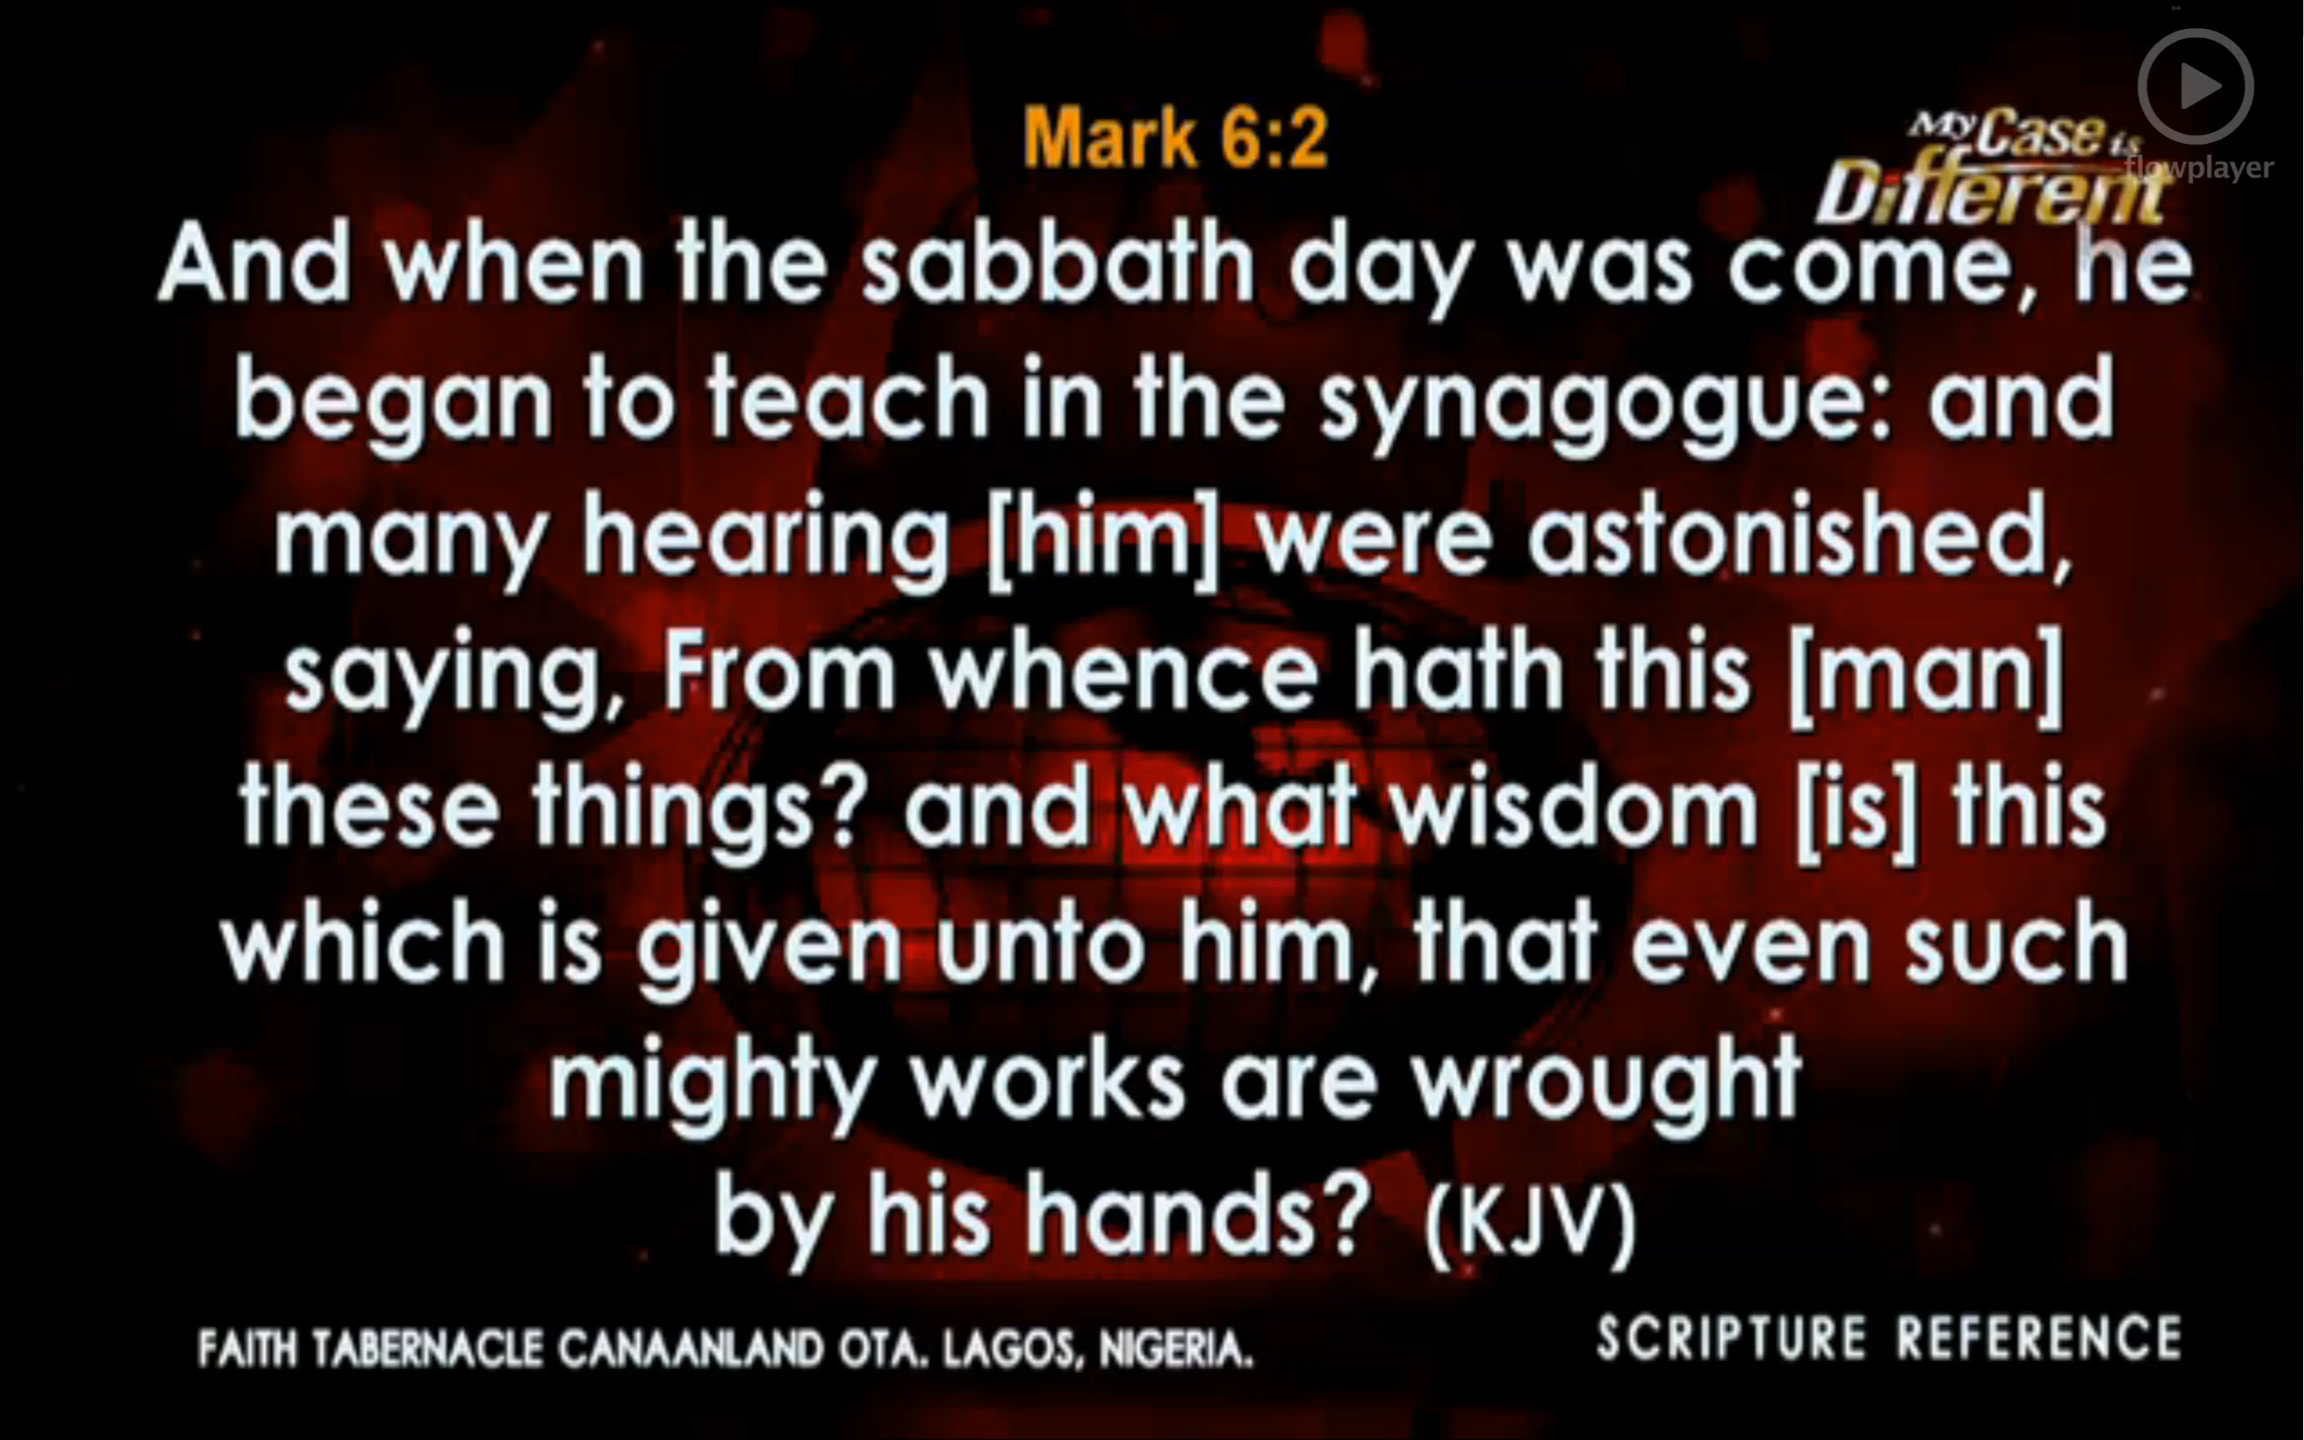 Mark 6:2
My Case is
Different
flowplayer
And when the sabbath day was come, he
began to teach in the synagogue: and
many hearing [him] were astonished,
saying, From whence hath this [man]
these things? and what wisdom [is] this
which is given unto him, that even such
mighty works are wrought
by his hands? (KJV)
FAITH TABERNACLE CANAANLAND OTA. LAGOS, NIGERIA.
SCRIPTURE REFERENCE